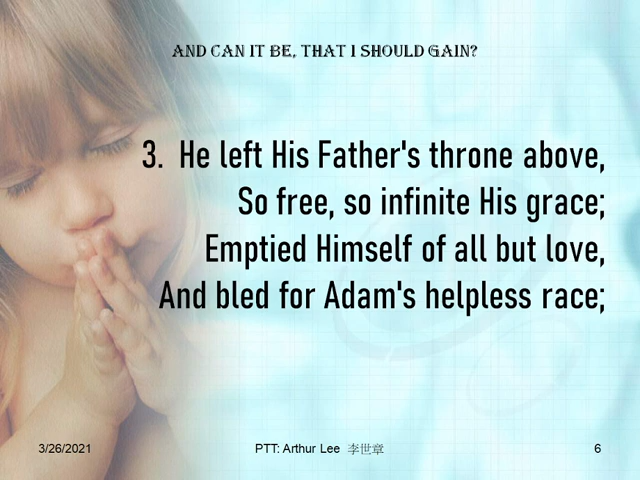 AND CAN IT BE, THAT I SHOULD GAIN?
3. He left His Father's throne above,
So free, so infinite His grace;
Emptied Himself of all but love,
And bled for Adam's helpless race;
3/26/2021 PTT: Arthur Lee 李世章 6